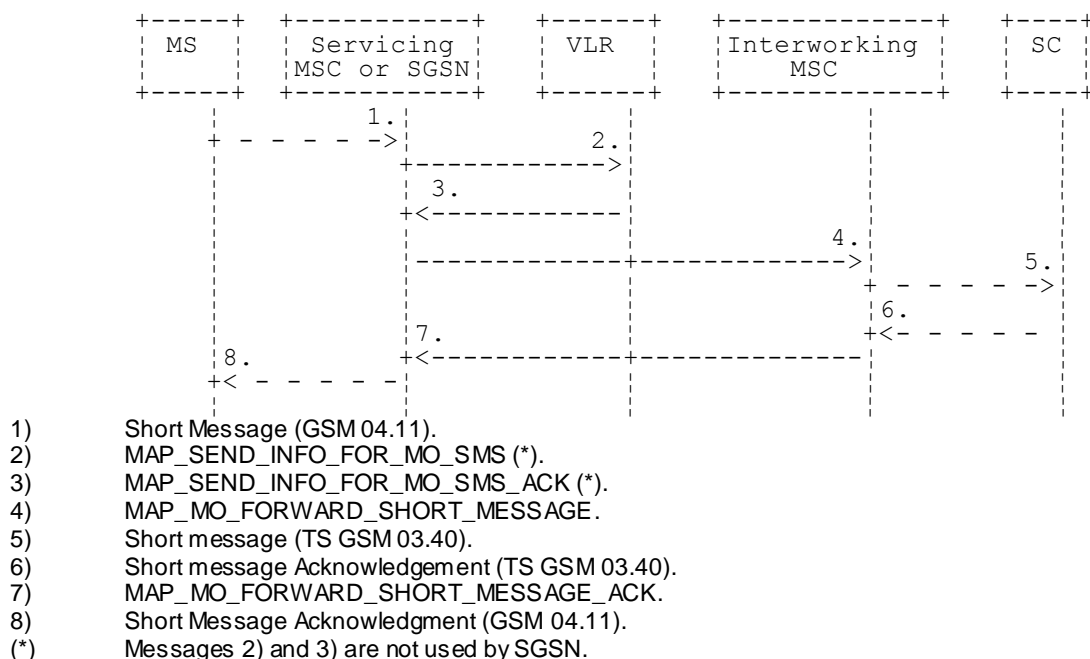 MS Servicing VLR Interworking SC
MSC or SGSN MSC
1.
2.
3.
4.
5.
6.
7.
8.
1) Short Message (GSM 04.11).
2) MAP_SEND_INFO_FOR_MO_SMS (*).
3) MAP_SEND_INFO_FOR_MO_SMS_ACK (*).
4) MAP_MO_FORWARD_SHORT_MESSAGE.
5) Short message (TS GSM 03.40).
6) Short message Acknowledgement (TS GSM 03.40).
7) MAP_MO_FORWARD_SHORT_MESSAGE_ACK.
8) Short Message Acknowledgment (GSM 04.11).
(*) Messages 2) and 3) are not used by SGSN.